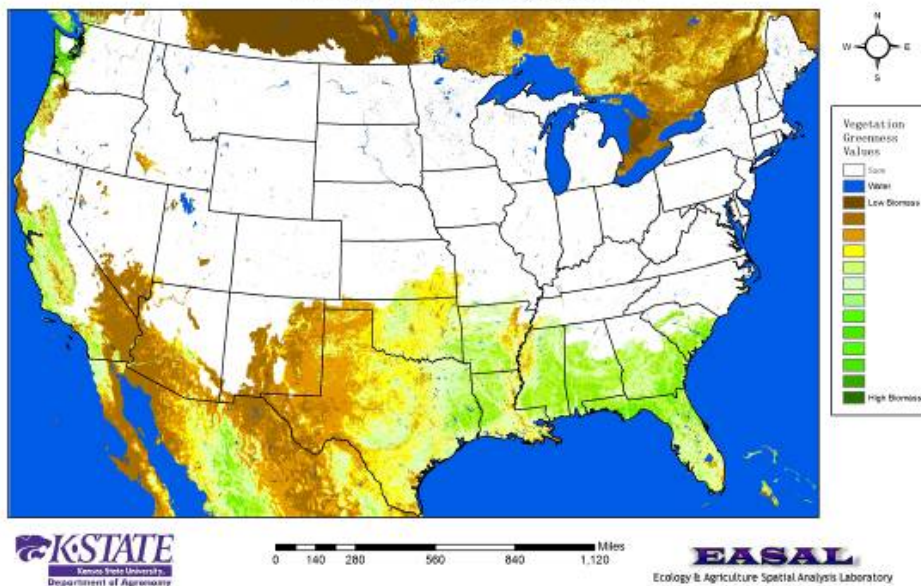 N
W E
S
Vegetation
Greenness
Values
Water
Low Biomass
High Biomass
K-STATE
Kansas State University
Department of Agronomy
Miles
0 140 280 560 840 1,120
EASAL
Ecology & Agriculture Spatial Analysis Laboratory